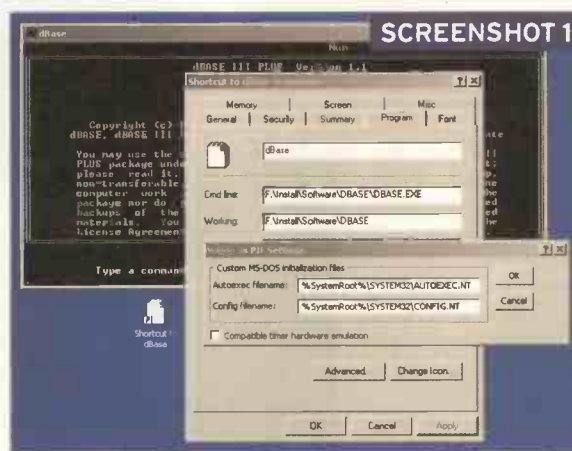 SCREENSHOT 1
dBase
dBASE III PLUS Version 1.1
Shortcut to
Memory Screen Misc
General Security Summary Program Font
Copyright (c)
dBASE, dBASE III
dBase
You may use the
PLUS package
please read it.
non-transferable
computer work
package nor do
backups of the
materials. You
License Agreement
Cmd line: F:\Install\Software\DBASE\DBASE.EXE
Working: F:\Install\Software\DBASE
Windows PIF Settings
Custom MS-DOS initialization files
Autoexec filename: %SystemRoot%\SYSTEM32\AUTOEXEC.NT
Config filename: %SystemRoot%\SYSTEM32\CONFIG.NT
OK
Cancel
Compatible timer hardware emulation
Type a
Shortcut
dBase
Advanced... Change Icon...
OK Cancel Apply